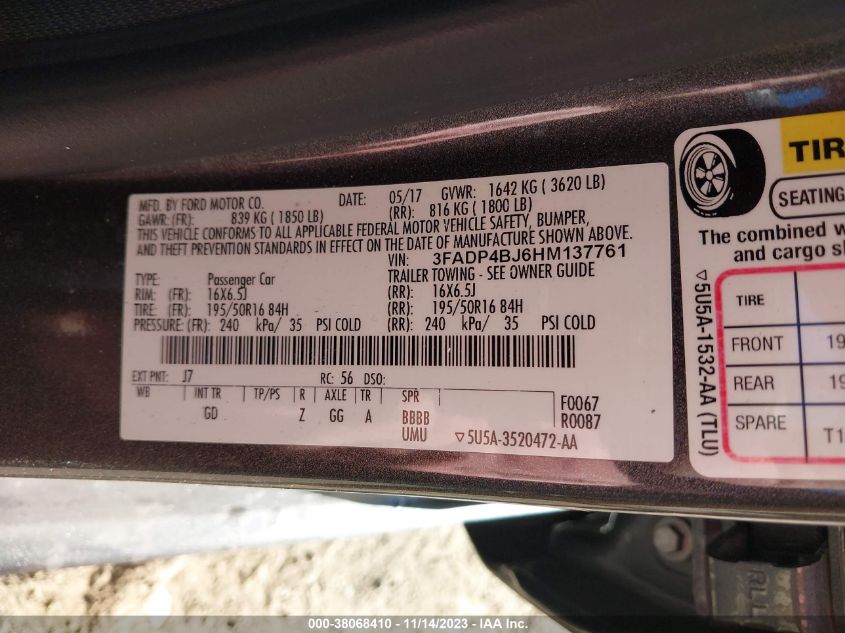 MFD. BY FORD MOTOR CO. DATE: 05/17 GVWR: 1642 KG ( 3620 LB)
GAWR: (FR): 839 KG ( 1850 LB) (RR): 816 KG ( 1800 LB)
THIS VEHICLE CONFORMS TO ALL APPLICABLE FEDERAL MOTOR VEHICLE SAFETY, BUMPER,
AND THEFT PREVENTION STANDARDS IN EFFECT ON THE DATE OF MANUFACTURE SHOWN ABOVE.
VIN: 3FADP4BJ6HM137761
TYPE: Passenger Car TRAILER TOWING - SEE OWNER GUIDE
RIM: (FR): 16X6.5J (RR): 16X6.5J
TIRE: (FR): 195/50R16 84H (RR): 195/50R16 84H
PRESSURE: (FR): 240 kPa/ 35 PSI COLD (RR): 240 kPa/ 35 PSI COLD
EXT PNT: J7 RC: 56 DSO:
WB INT TR TP/PS R AXLE TR SPR
GD Z GG A BBBB
UMU
F0067
R0087
▽5U5A-3520472-AA
TIR
SEATING
The combined w
and cargo sh
TIRE
FRONT 19
REAR 19
SPARE T1
▽5U5A-1532-AA (TLU)
000-38068410 - 11/14/2023 - IAA Inc.